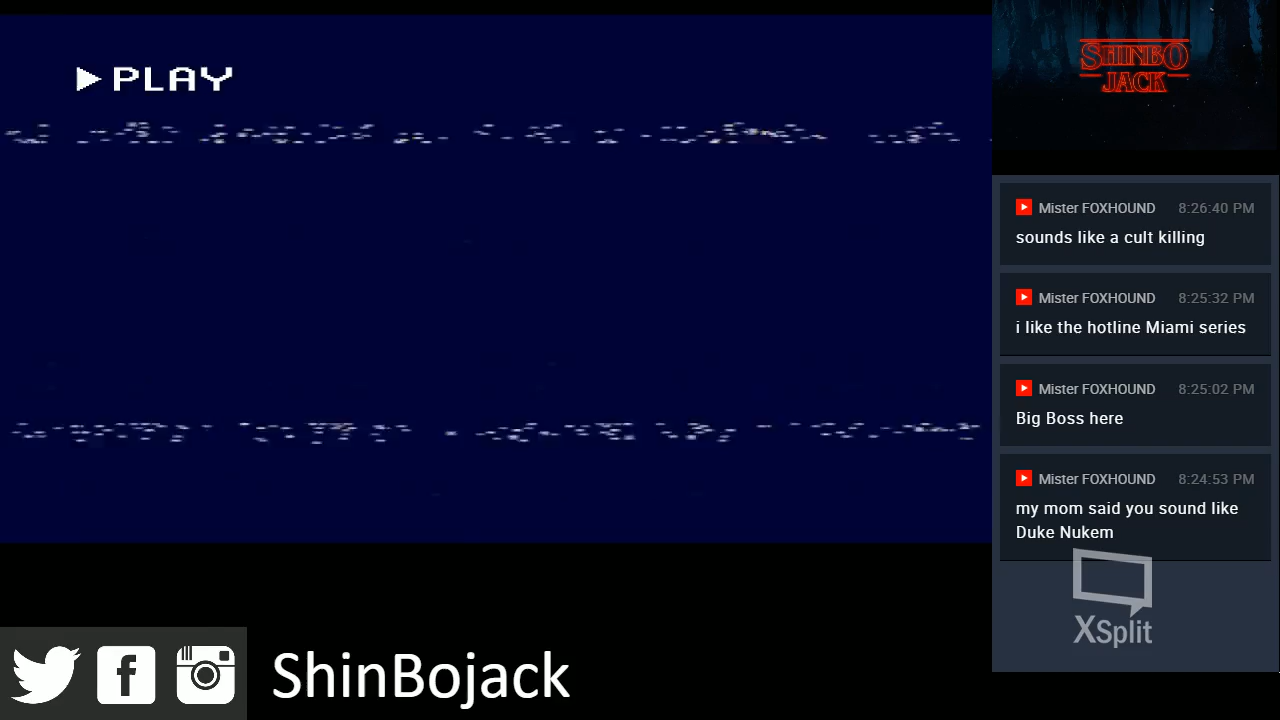 PLAY
SHINBO
JACK
Mister FOXHOUND 8:26:40 PM
sounds like a cult killing
Mister FOXHOUND 8:25:32 PM
i like the hotline Miami series
Mister FOXHOUND 8:25:02 PM
Big Boss here
Mister FOXHOUND 8:24:53 PM
my mom said you sound like
Duke Nukem
XSplit
ShinBojack